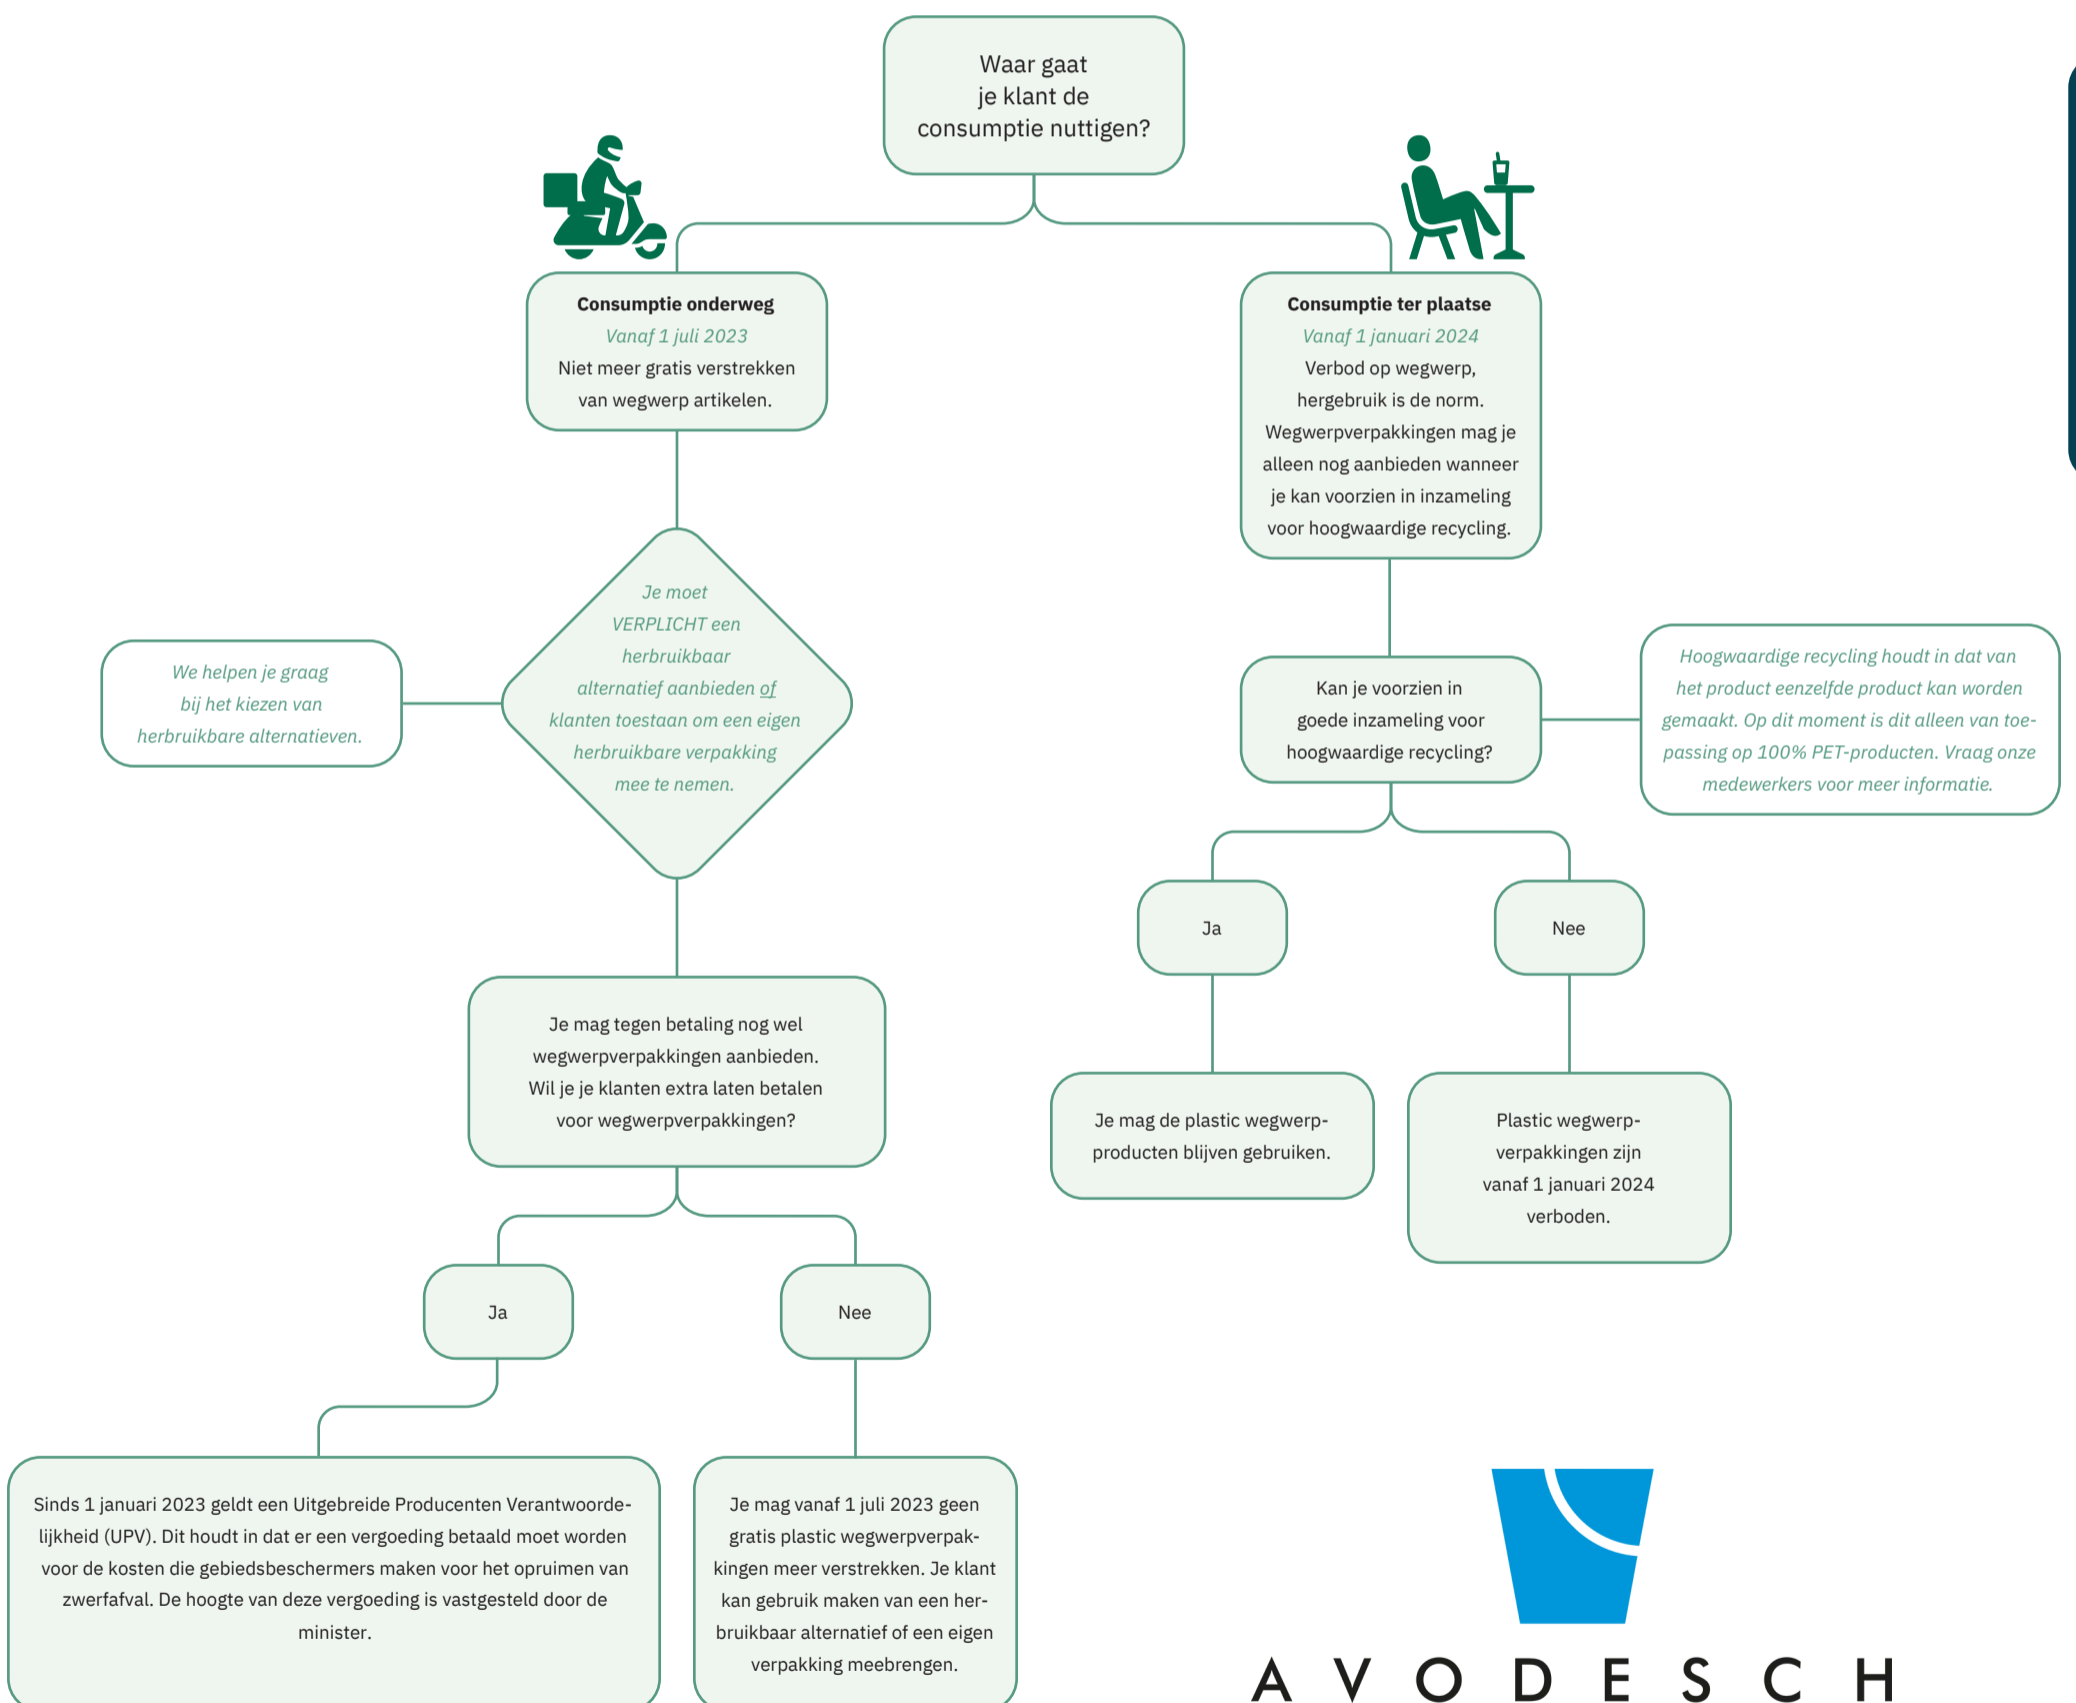 Waar gaat
je klant de
consumptie nuttigen?
Consumptie onderweg
Vanaf 1 juli 2023
Niet meer gratis verstrekken
van wegwerp artikelen.
Je moet
VERPLICHT een
herbruikbaar
alternatief aanbieden of
klanten toestaan om een eigen
herbruikbare verpakking
mee te nemen.
We helpen je graag
bij het kiezen van
herbruikbare alternatieven.
Je mag tegen betaling nog wel
wegwerpverpakkingen aanbieden.
Wil je je klanten extra laten betalen
voor wegwerpverpakkingen?
Ja
Nee
Sinds 1 januari 2023 geldt een Uitgebreide Producenten Verantwoorde-
lijkheid (UPV). Dit houdt in dat er een vergoeding betaald moet worden
voor de kosten die gebiedsbeschermers maken voor het opruimen van
zwerfafval. De hoogte van deze vergoeding is vastgesteld door de
minister.
Je mag vanaf 1 juli 2023 geen
gratis plastic wegwerpverpak-
kingen meer verstrekken. Je klant
kan gebruik maken van een her-
bruikbaar alternatief of een eigen
verpakking meebrengen.
Consumptie ter plaatse
Vanaf 1 januari 2024
Verbod op wegwerp,
hergebruik is de norm.
Wegwerpverpakkingen mag je
alleen nog aanbieden wanneer
je kan voorzien in inzameling
voor hoogwaardige recycling.
Kan je voorzien in
goede inzameling voor
hoogwaardige recycling?
Hoogwaardige recycling houdt in dat van
het product eenzelfde product kan worden
gemaakt. Op dit moment is dit alleen van toe-
passing op 100% PET-producten. Vraag onze
medewerkers voor meer informatie.
Ja
Nee
Je mag de plastic wegwerp-
producten blijven gebruiken.
Plastic wegwerp-
verpakkingen zijn
vanaf 1 januari 2024
verboden.
AVODESCH